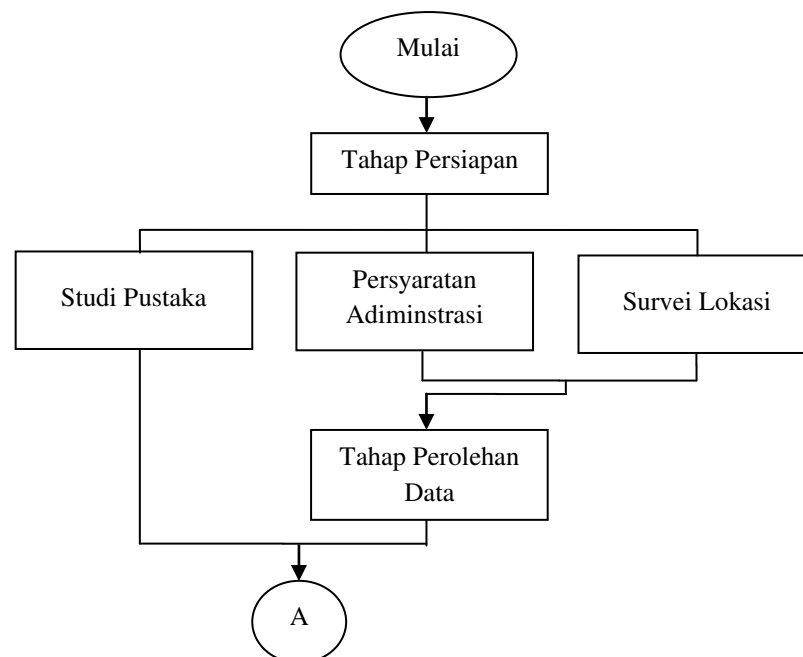 Mulai
Tahap Persiapan
Studi Pustaka
Persyaratan
Adiminstrasi
Survei Lokasi
Tahap Perolehan
Data
A